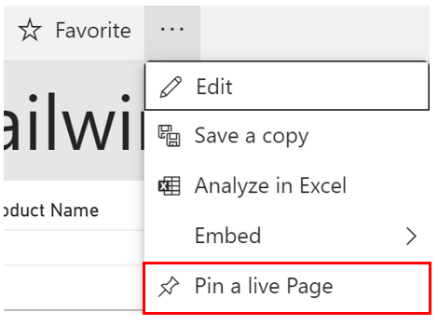 Favorite ...
Edit
ailwi
Save a copy
Analyze in Excel
oduct Name
Embed
Pin a live Page